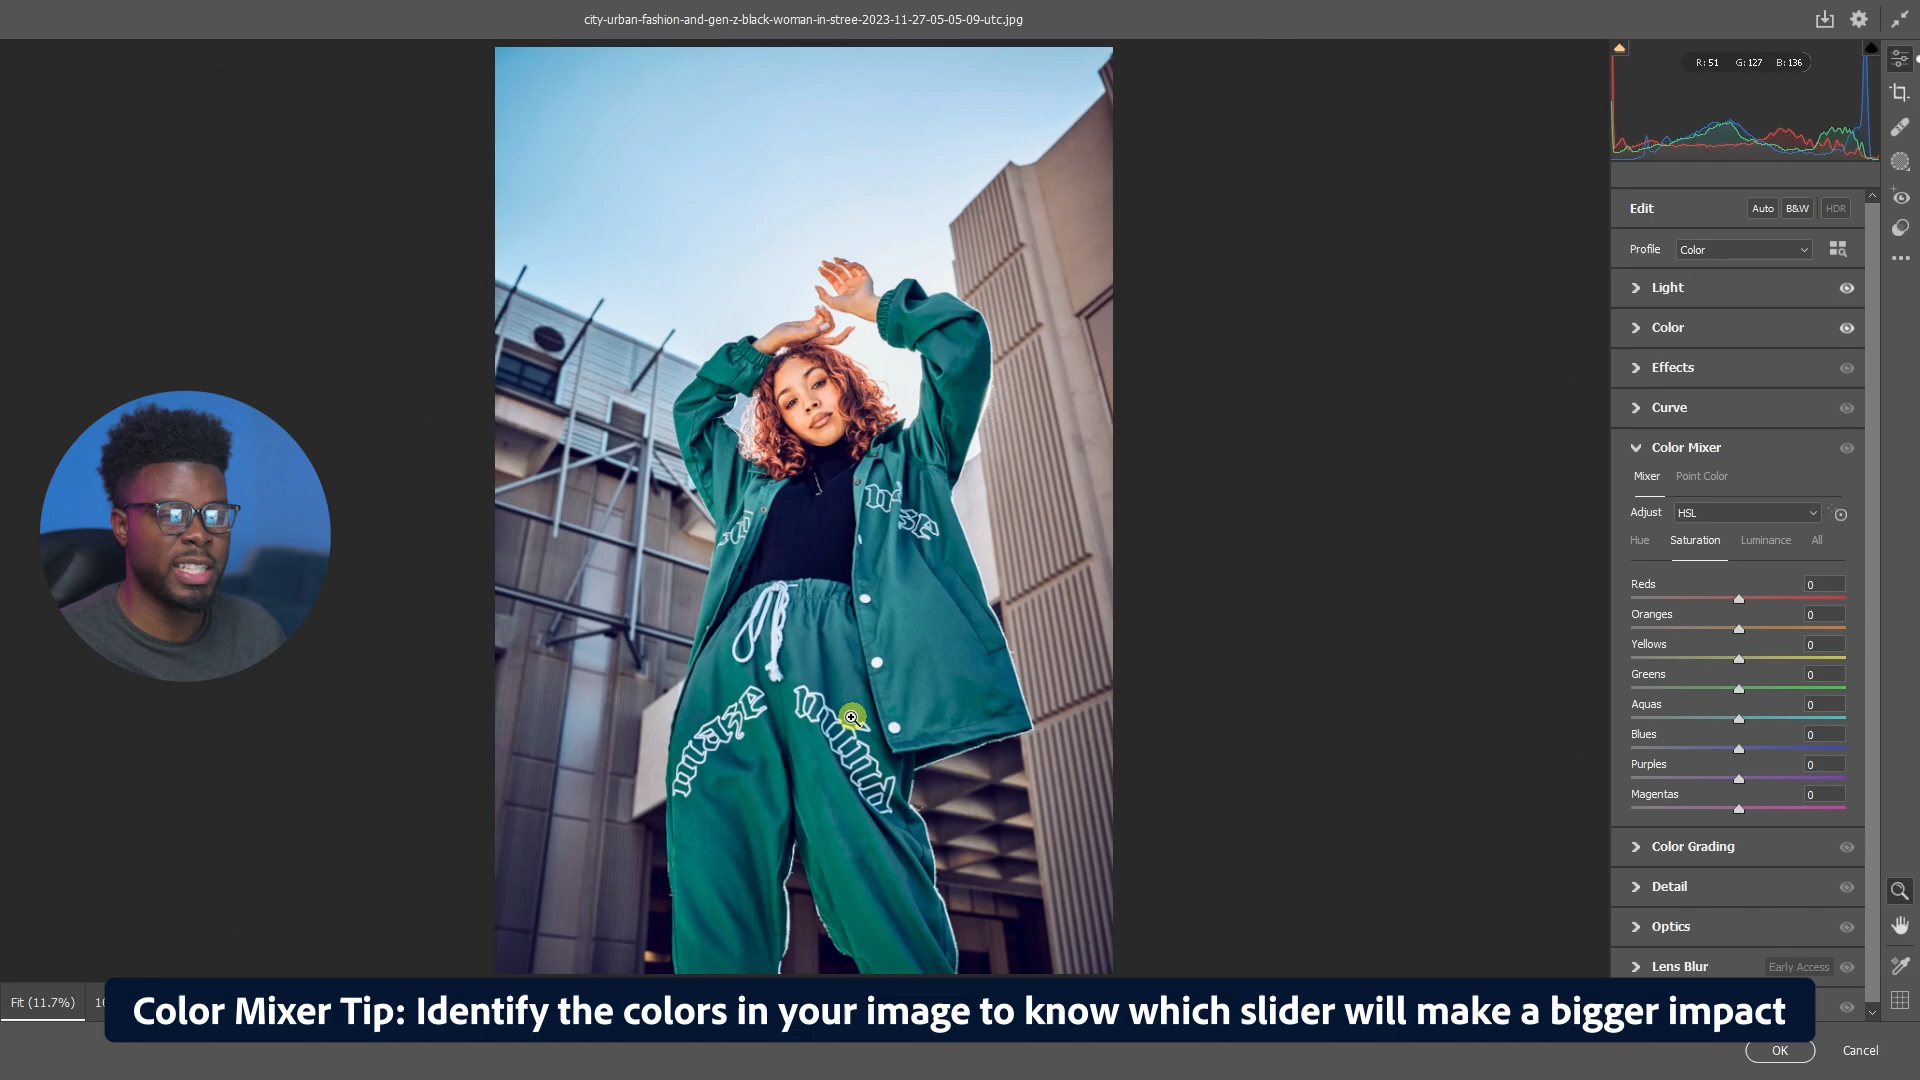 city-urban-fashion-and-gen-z-black-woman-in-stree-2023-11-27-05-05-09-utc.jpg
R: 51 G: 127 B: 136
Edit
Auto B&W HDR
Profile Color
Light
Color
Effects
Curve
Color Mixer
Mixer Point Color
Adjust HSL
Hue Saturation Luminance All
Reds 0
Oranges 0
Yellows 0
Greens 0
Aquas 0
Blues 0
Purples 0
Magentas 0
Color Grading
Detail
Optics
Lens Blur Early Access
Fit (11.7%)
Color Mixer Tip: Identify the colors in your image to know which slider will make a bigger impact
OK Cancel